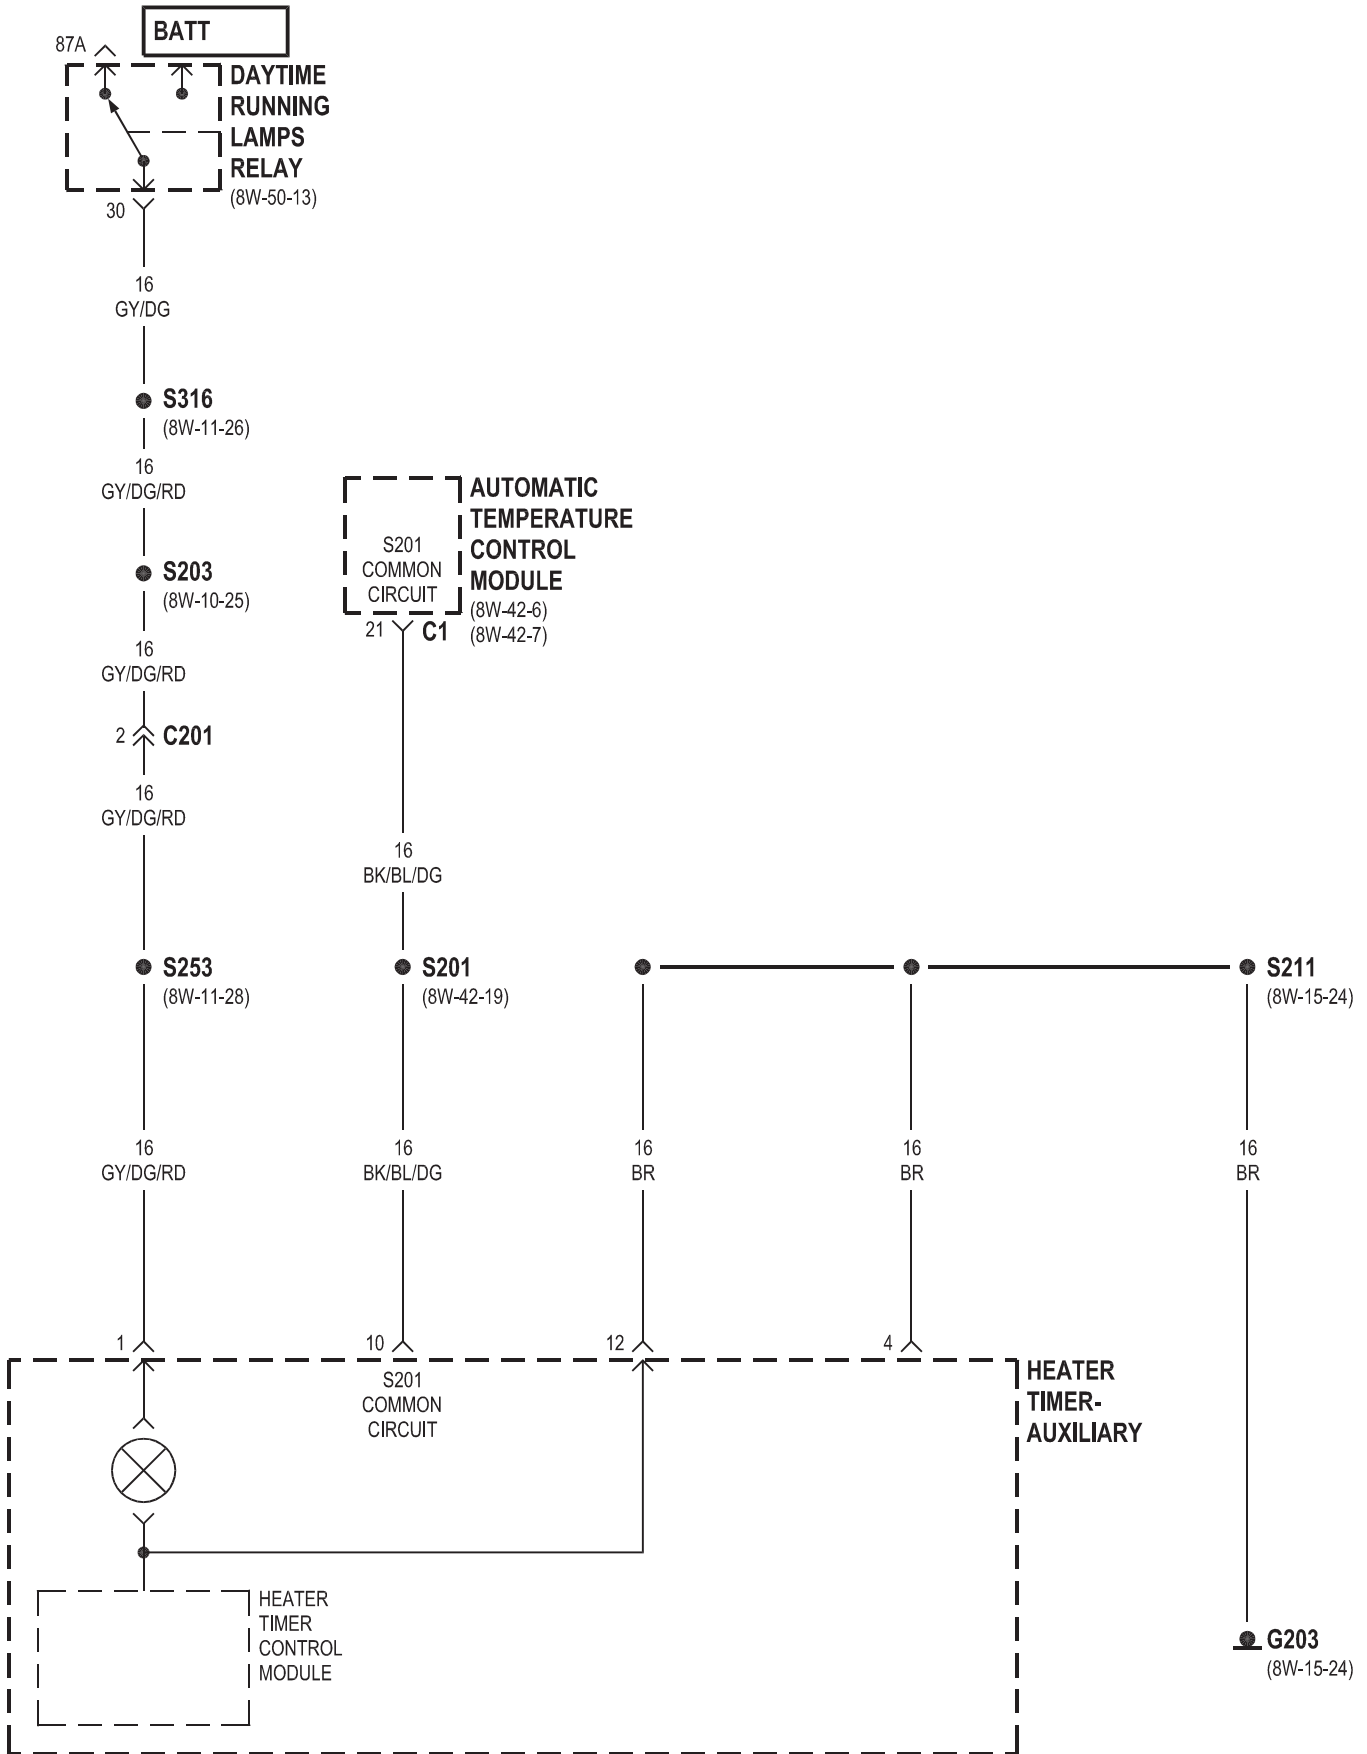 BATT
87A
DAYTIME
RUNNING
LAMPS
RELAY
(8W-50-13)
30
16
GY/DG
S316
(8W-11-26)
16
GY/DG/RD
S203
(8W-10-25)
16
GY/DG/RD
2
C201
16
GY/DG/RD
S201
COMMON
CIRCUIT
AUTOMATIC
TEMPERATURE
CONTROL
MODULE
(8W-42-6)
(8W-42-7)
21
C1
16
BK/BL/DG
S253
(8W-11-28)
S201
(8W-42-19)
S211
(8W-15-24)
16
GY/DG/RD
16
BK/BL/DG
16
BR
16
BR
16
BR
1
10
12
4
S201
COMMON
CIRCUIT
HEATER
TIMER-
AUXILIARY
HEATER
TIMER
CONTROL
MODULE
G203
(8W-15-24)